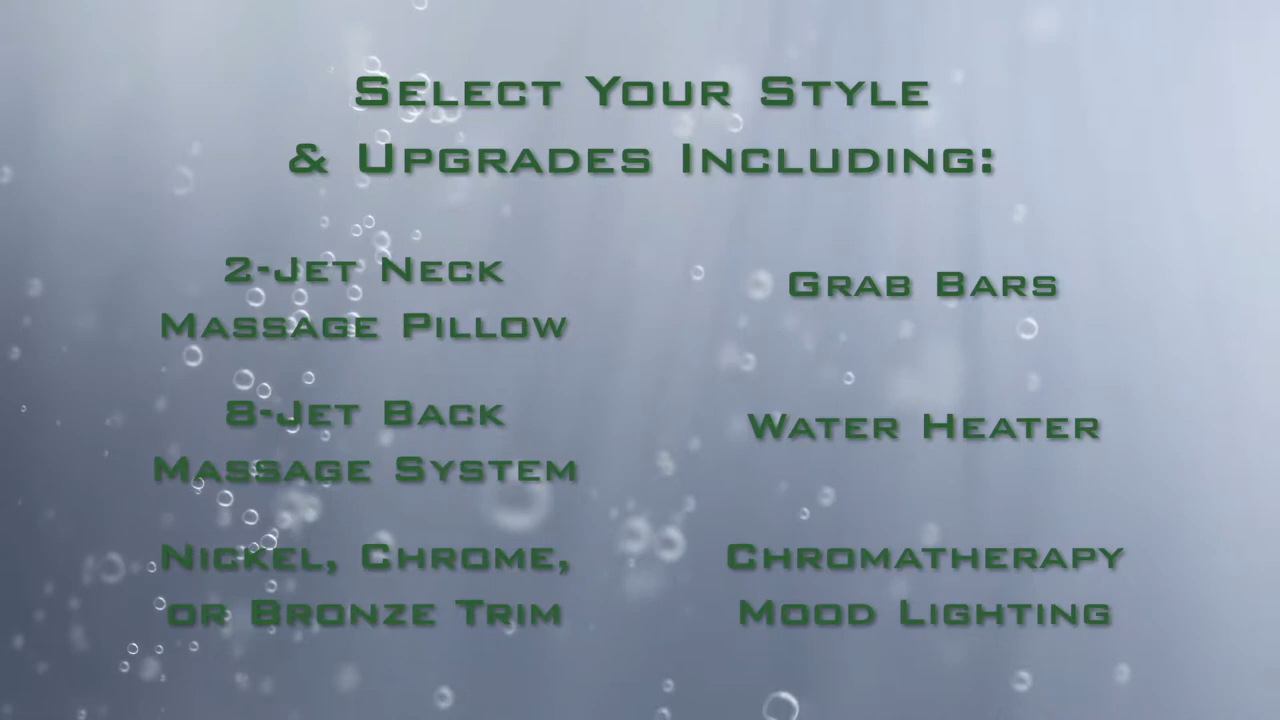 Select Your Style
& Upgrades Including:
2-Jet Neck
Massage Pillow
8-Jet Back
Massage System
Nickel, Chrome,
or Bronze Trim
Grab Bars
Water Heater
Chromatherapy
Mood Lighting